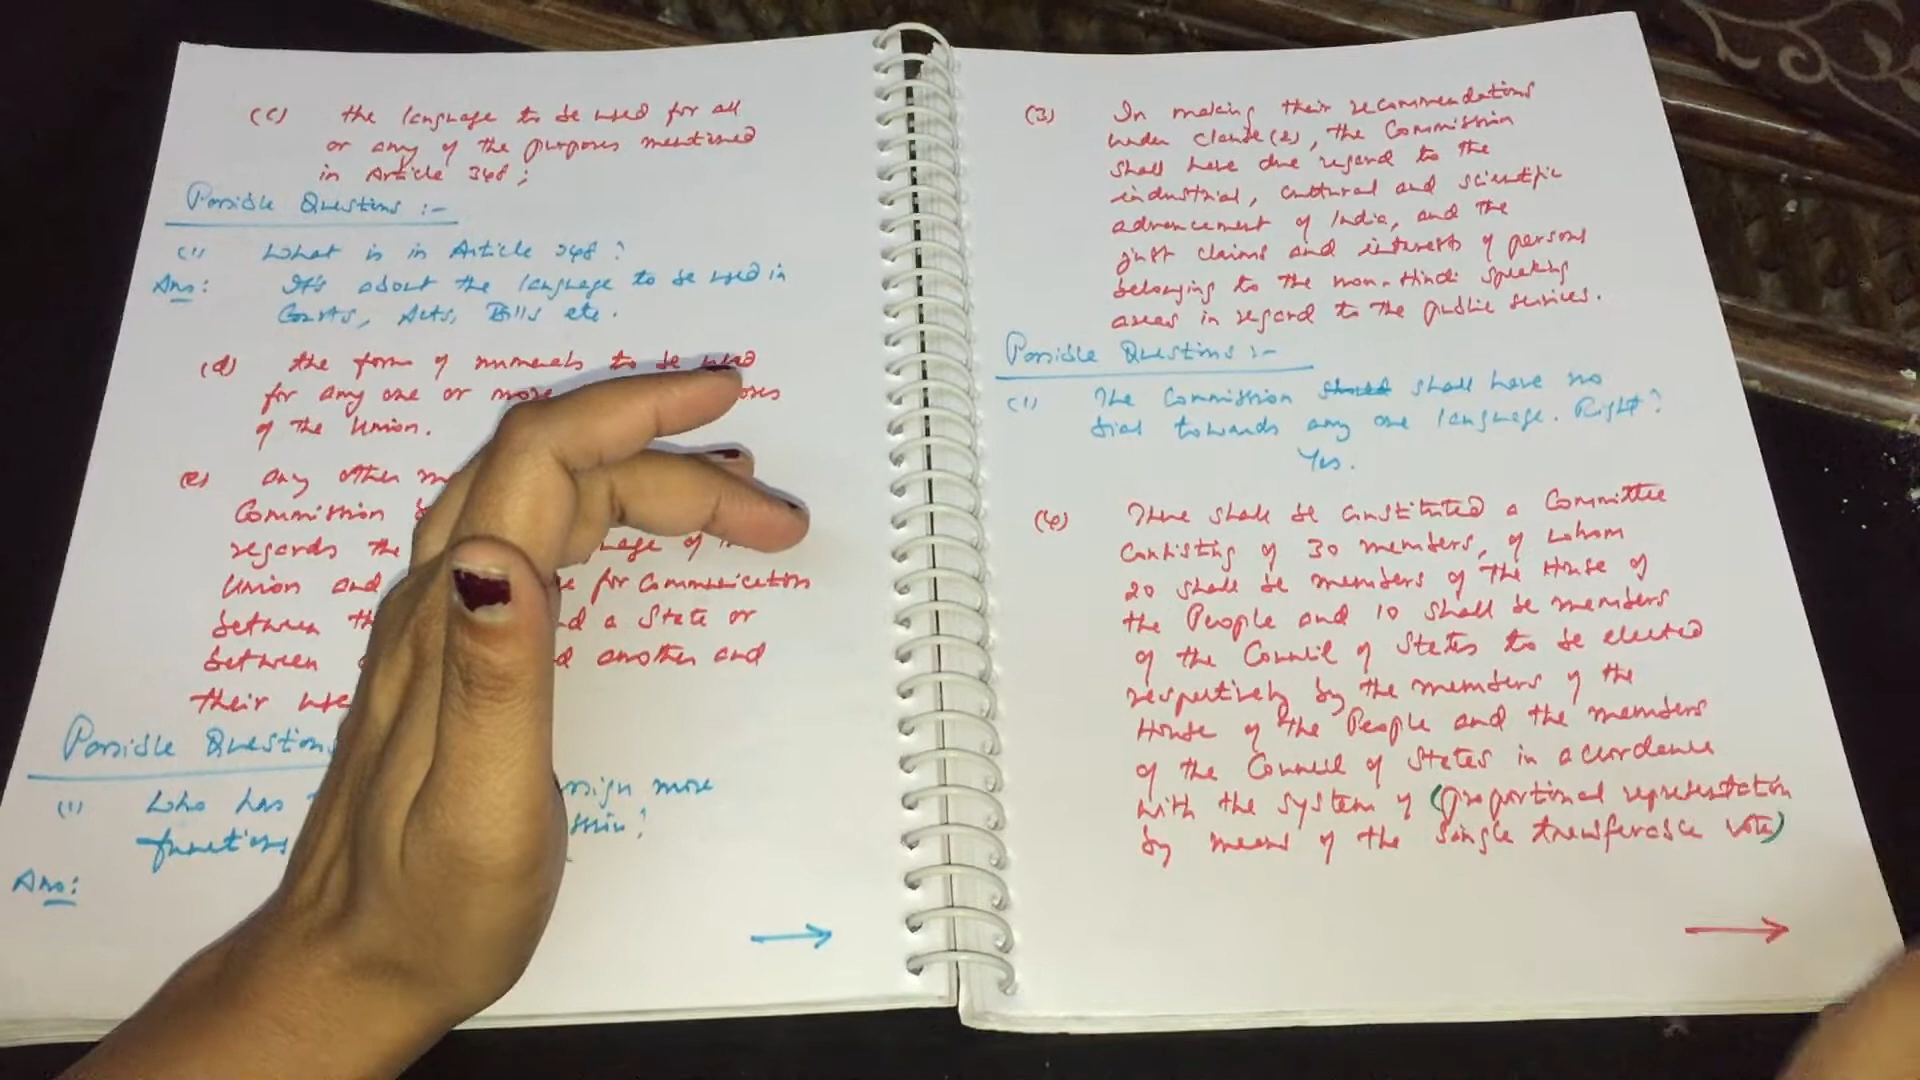 (c) the language to be used for all
or any of the purposes mentioned
in Article 348;
Possible Questions :-
(1) What is in Article 348?
Ans: It's about the language to be used in
Courts, Acts, Bills etc.
(d) the form of numerals to be used
for any one or more
of the Union.
(e) any other
Commission
regards the
Union and for Communication
between a State or
between another and
their use
Possible Questions
(1) Who has more
functions
Ans:
(3) In making their recommendations
under clause (2), the Commission
shall have due regard to the
industrial, cultural and scientific
advancement of India, and the
just claims and interests of persons
belonging to the non-Hindi speaking
areas in regard to the public services.
Possible Questions :-
(1) The Commission shall have no
bias towards any one language. Right?
Yes.
(4) There shall be constituted a Committee
consisting of 30 members, of whom
20 shall be members of the House of
the People and 10 shall be members
of the Council of States to be elected
respectively by the members of the
House of the People and the members
of the Council of States in accordance
with the system of (proportional representation
by means of the single transferable vote)